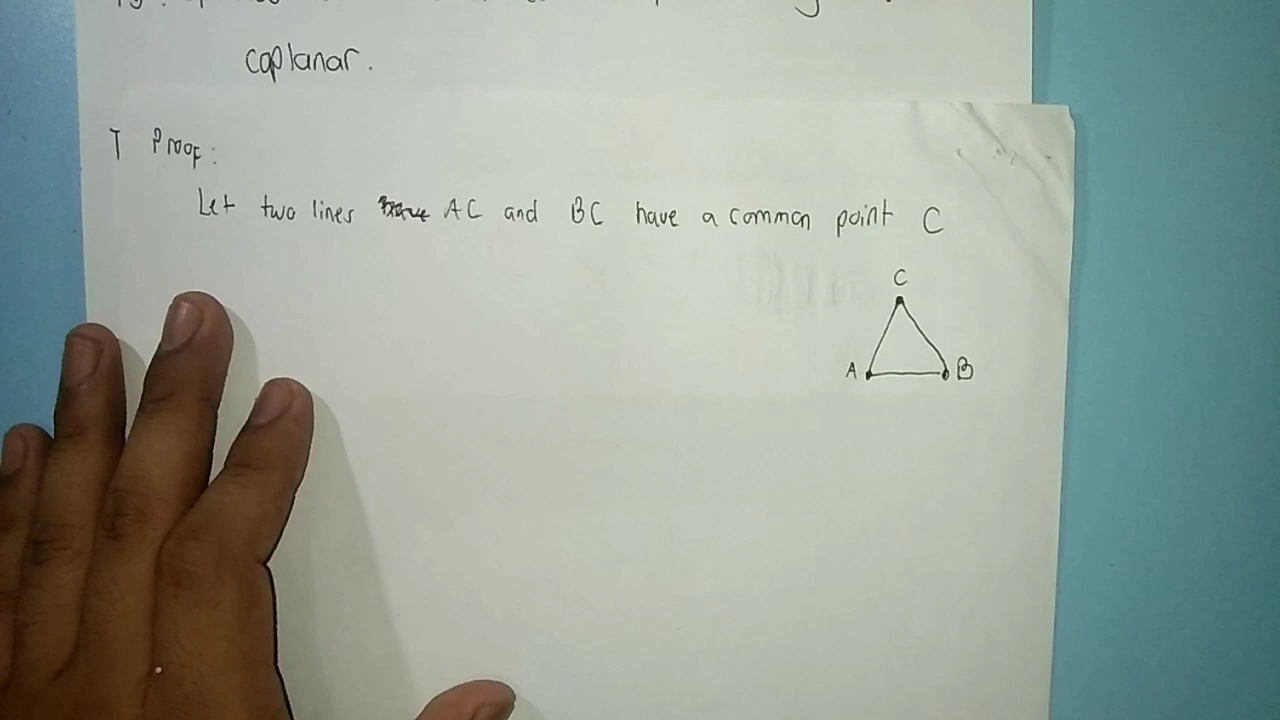 coplanar.
T Proof:
Let two lines AC and BC have a common point C
C
A B